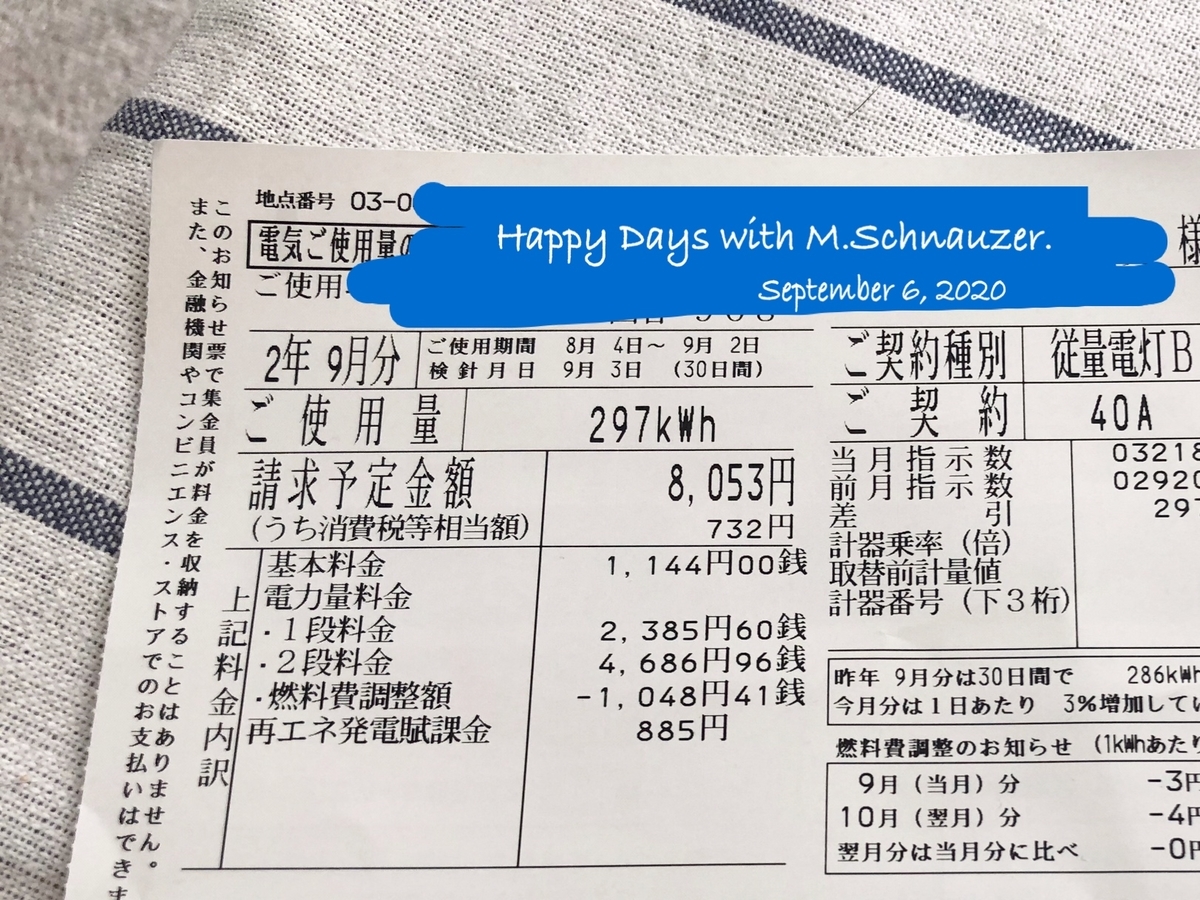 地点番号 03-0
Happy Days with M.Schnauzer.
September 6, 2020
様
電気ご使用量の
ご使用
2年 9月分
ご使用期間 8月 4日～ 9月 2日
検針月日 9月 3日 (30日間)
ご使用量 297kWh
請求予定金額 8,053円
(うち消費税等相当額) 732円
上記料金内訳
基本料金 1,144円00銭
電力量料金
・1段料金 2,385円60銭
・2段料金 4,686円96銭
・燃料費調整額 -1,048円41銭
再エネ発電賦課金 885円
ご契約種別 従量電灯B
ご契約 40A
当月指示数 03218
前月指示数 02920
差引 29
計器乗率(倍)
取替前計量値
計器番号(下3桁)
昨年 9月分は30日間で 286kWh
今月分は1日あたり 3%増加してい
燃料費調整のお知らせ (1kWhあたり
9月(当月)分 -3円
10月(翌月)分 -4円
翌月分は当月分に比べ -0円
このお知らせ票で集金員が料金を収納することはありません。
また、金融機関やコンビニエンス・ストアでのお支払いはできま